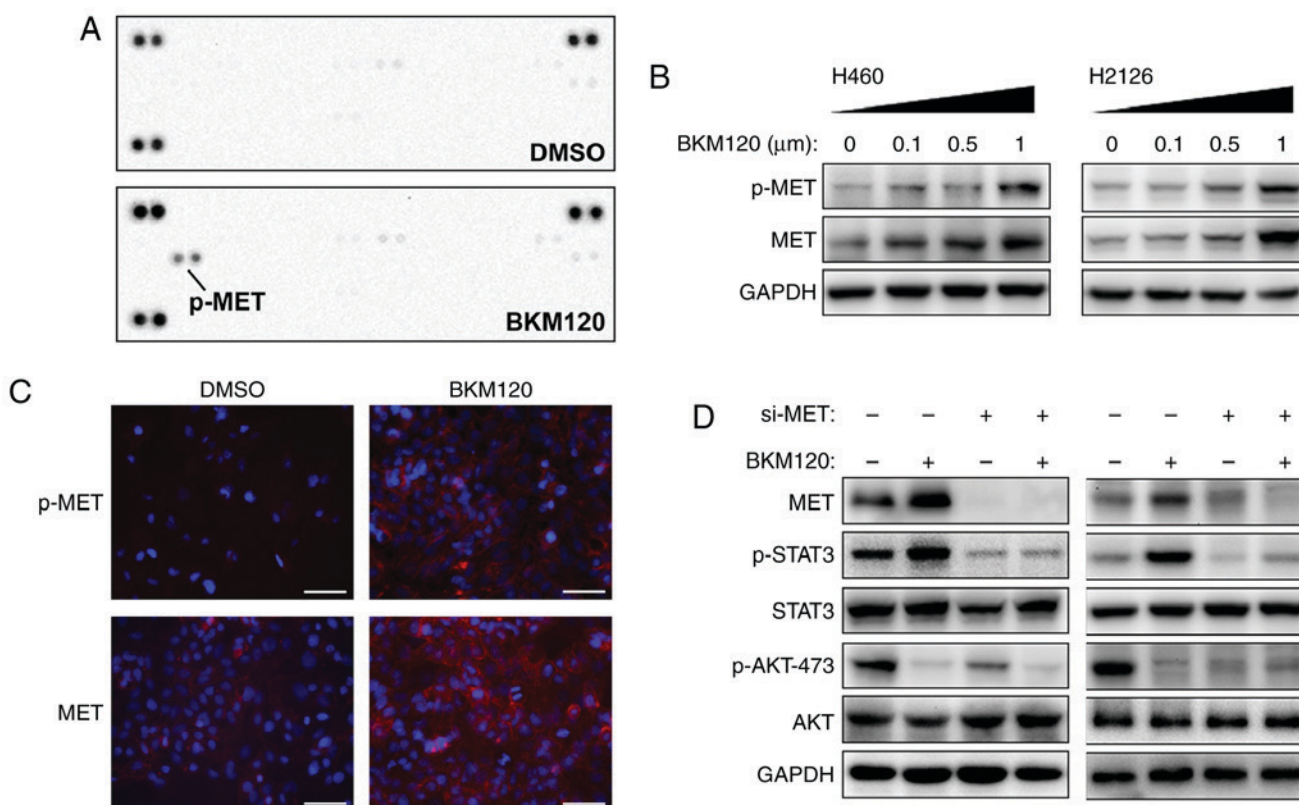 A
DMSO
p-MET
BKM120
B
H460 H2126
BKM120 (μm): 0 0.1 0.5 1 0 0.1 0.5 1
p-MET
MET
GAPDH
C
DMSO BKM120
p-MET
MET
D
si-MET: – – + + – – + +
BKM120: – + – + – + – +
MET
p-STAT3
STAT3
p-AKT-473
AKT
GAPDH